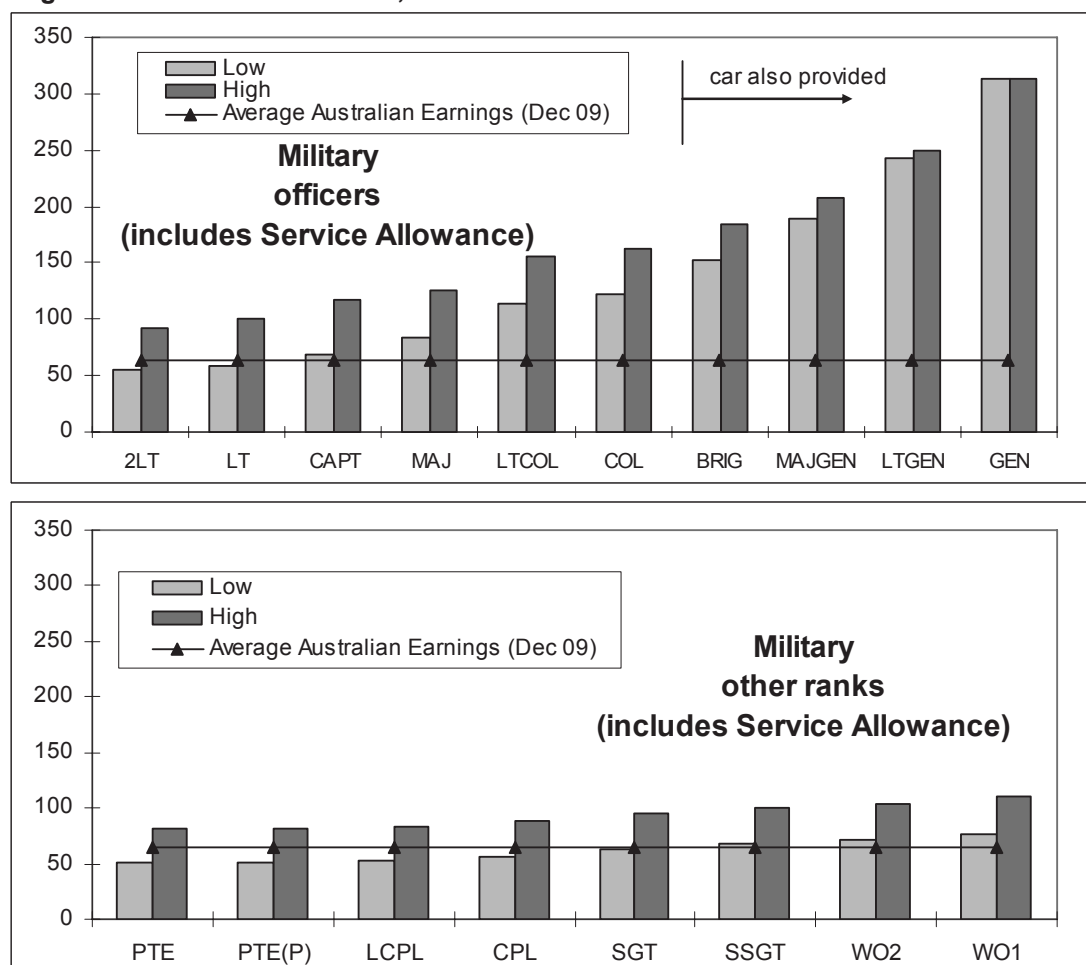 350
300
250
200
150
100
50
0
Low
High
Average Australian Earnings (Dec 09)
car also provided
Military
officers
(includes Service Allowance)
2LT LT CAPT MAJ LTCOL COL BRIG MAJGEN LTGEN GEN
350
300
250
200
150
100
50
0
Low
High
Average Australian Earnings (Dec 09)
Military
other ranks
(includes Service Allowance)
PTE PTE(P) LCPL CPL SGT SSGT WO2 WO1